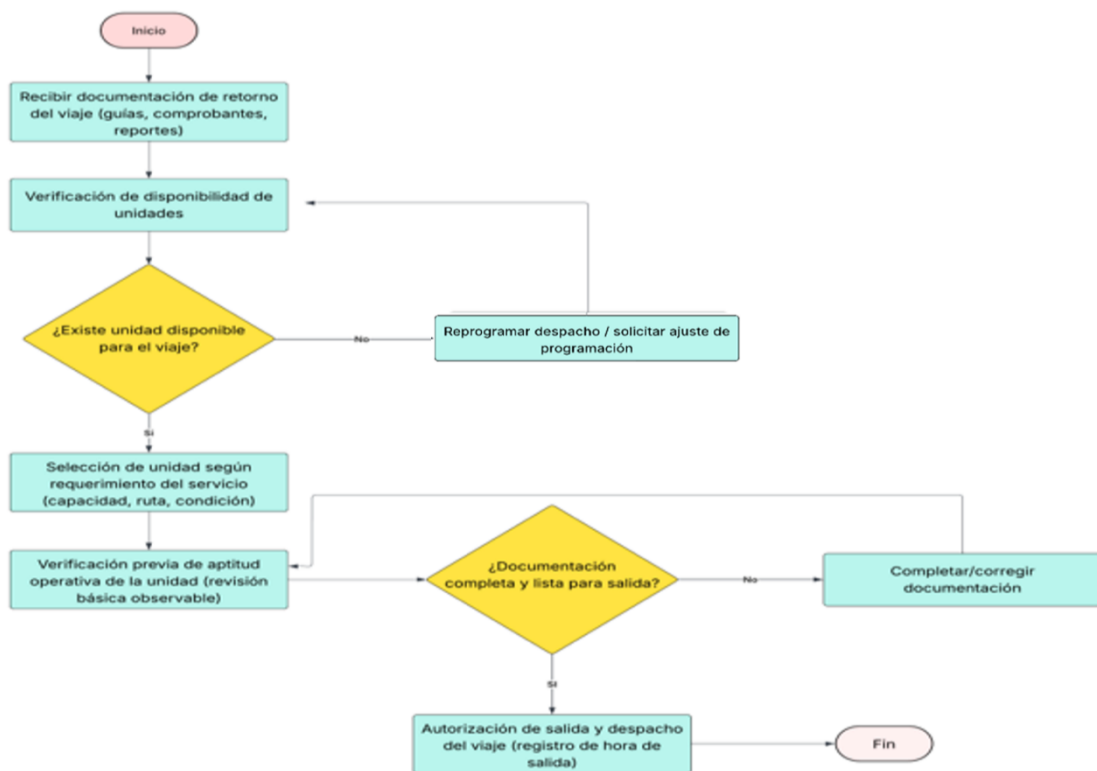 Inicio
Recibir documentación de retorno
del viaje (guías, comprobantes,
reportes)
Verificación de disponibilidad de
unidades
¿Existe unidad disponible
para el viaje?
No
Reprogramar despacho / solicitar ajuste de
programación
Si
Selección de unidad según
requerimiento del servicio
(capacidad, ruta, condición)
Verificación previa de aptitud
operativa de la unidad (revisión
básica observable)
¿Documentación
completa y lista para salida?
No
Completar/corregir
documentación
Si
Autorización de salida y despacho
del viaje (registro de hora de
salida)
Fin